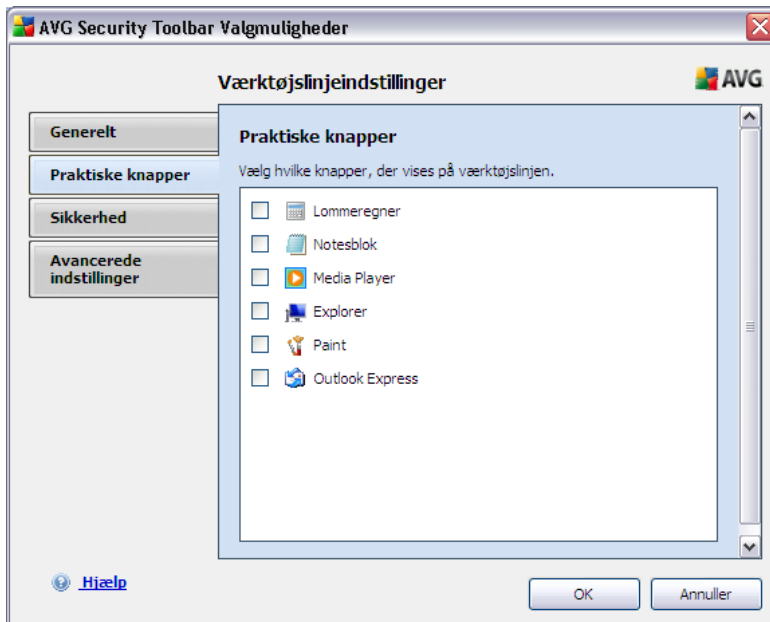 AVG Security Toolbar Valgmuligheder
Værktøjslinjeindstillinger
AVG
Generelt
Praktiske knapper
Sikkerhed
Avancerede
indstillinger
Praktiske knapper
Vælg hvilke knapper, der vises på værktøjslinjen.
Lommeregner
Notesblok
Media Player
Explorer
Paint
Outlook Express
Hjælp
OK
Annuller